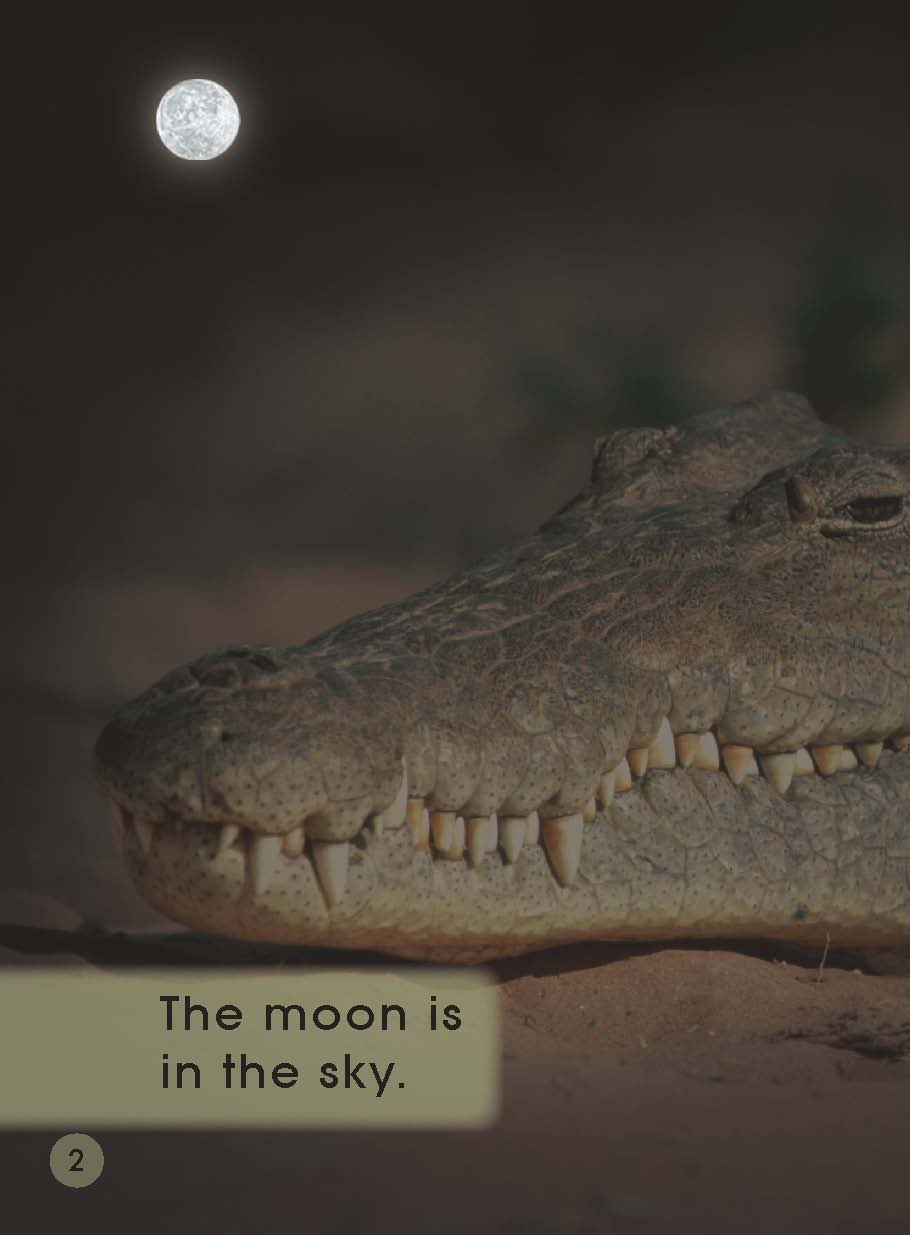 The moon is
in the sky.
2